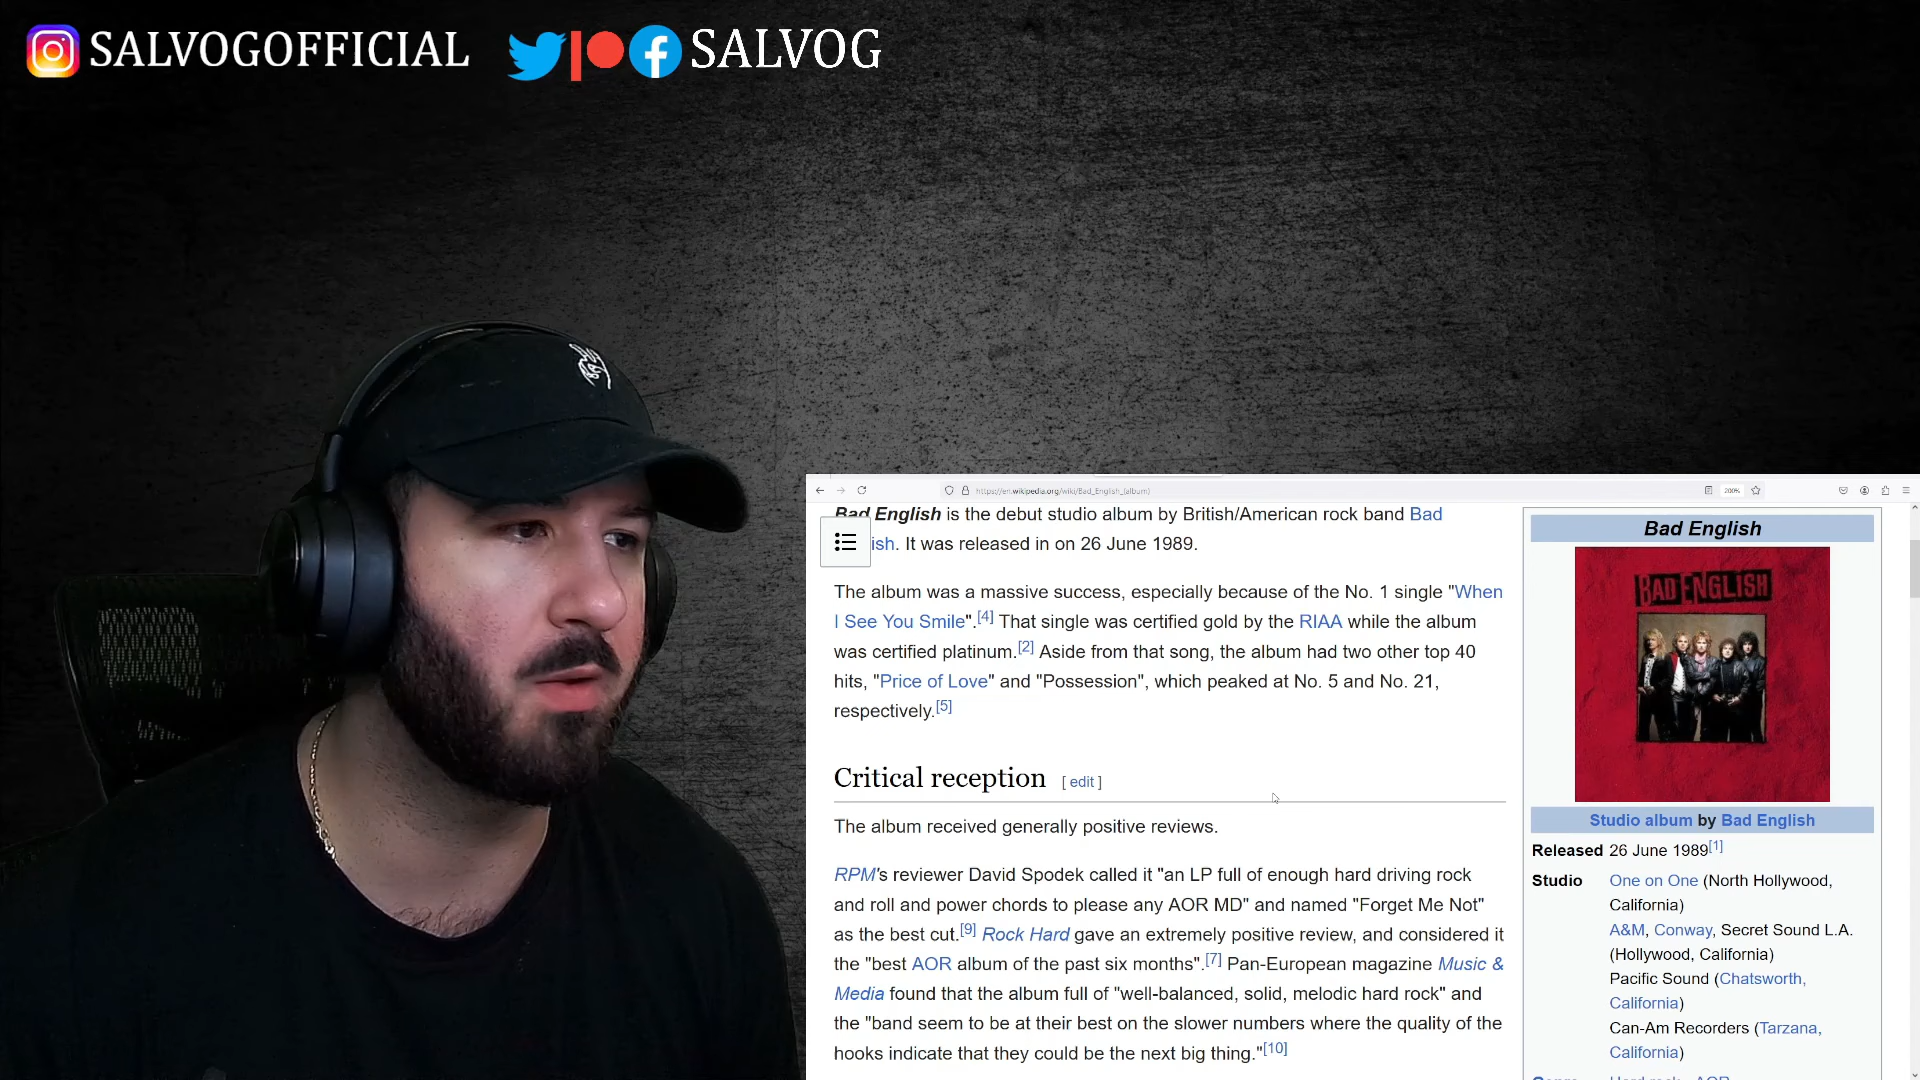 SALVOGOFFICIAL SALVOG
https://en.wikipedia.org/wiki/Bad_English_(album)
200%
Bad English is the debut studio album by British/American rock band Bad
ish. It was released in on 26 June 1989.
The album was a massive success, especially because of the No. 1 single "When
I See You Smile".[4] That single was certified gold by the RIAA while the album
was certified platinum.[2] Aside from that song, the album had two other top 40
hits, "Price of Love" and "Possession", which peaked at No. 5 and No. 21,
respectively.[5]
Critical reception [ edit ]
The album received generally positive reviews.
RPM's reviewer David Spodek called it "an LP full of enough hard driving rock
and roll and power chords to please any AOR MD" and named "Forget Me Not"
as the best cut.[9] Rock Hard gave an extremely positive review, and considered it
the "best AOR album of the past six months".[7] Pan-European magazine Music &
Media found that the album full of "well-balanced, solid, melodic hard rock" and
the "band seem to be at their best on the slower numbers where the quality of the
hooks indicate that they could be the next big thing."[10]
Bad English
BAD ENGLISH
Studio album by Bad English
Released 26 June 1989[1]
Studio One on One (North Hollywood,
California)
A&M, Conway, Secret Sound L.A.
(Hollywood, California)
Pacific Sound (Chatsworth,
California)
Can-Am Recorders (Tarzana,
California)